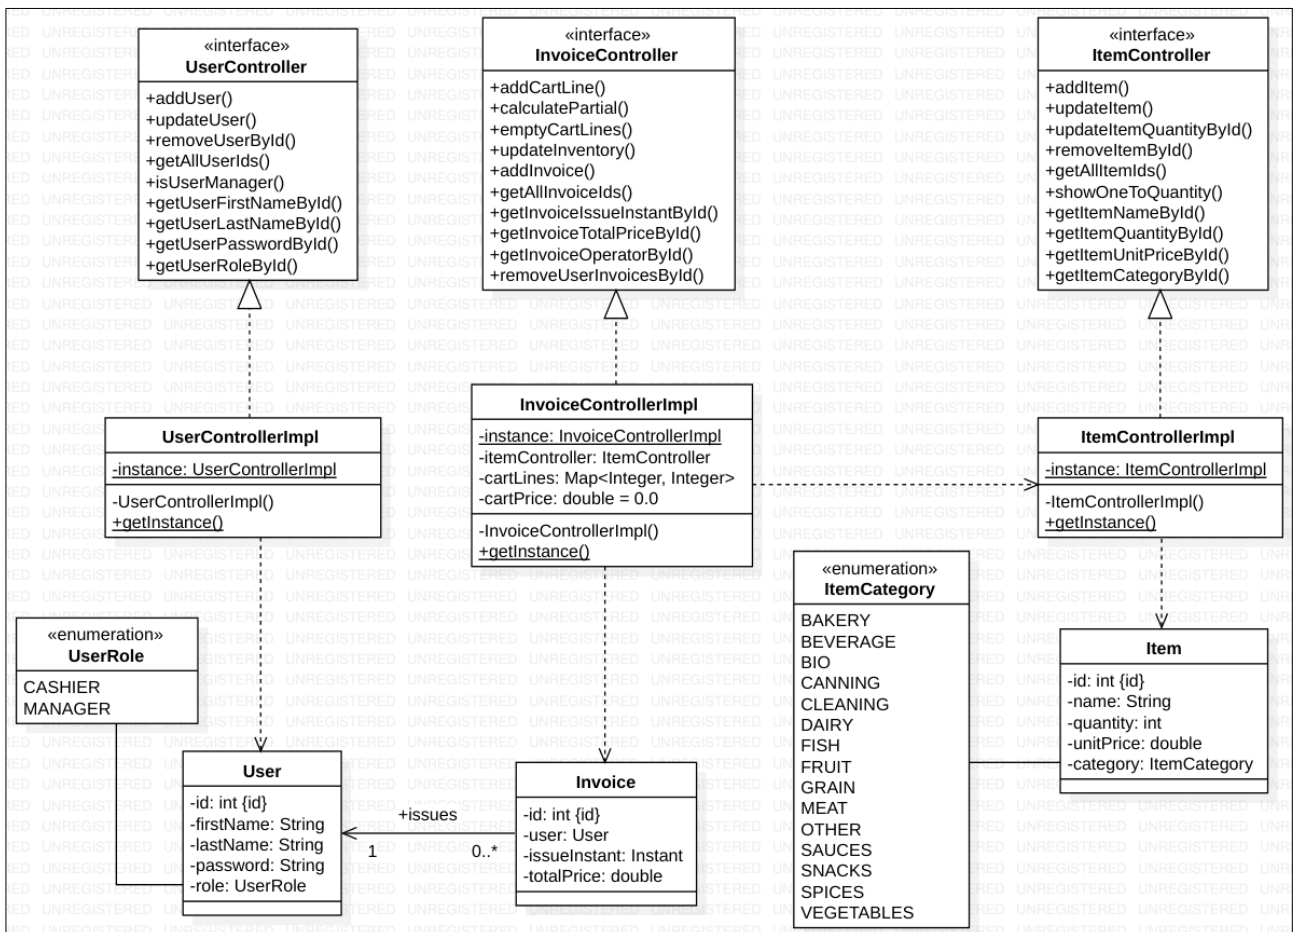 «interface»
UserController
+addUser()
+updateUser()
+removeUserById()
+getAllUserIds()
+isUserManager()
+getUserFirstNameById()
+getUserLastNameById()
+getUserPasswordById()
+getUserRoleById()
«interface»
InvoiceController
+addCartLine()
+calculatePartial()
+emptyCartLines()
+updateInventory()
+addInvoice()
+getAllInvoiceIds()
+getInvoiceIssueInstantById()
+getInvoiceTotalPriceById()
+getInvoiceOperatorById()
+removeUserInvoicesById()
«interface»
ItemController
+addItem()
+updateItem()
+updateItemQuantityById()
+removeItemById()
+getAllItemIds()
+showOneToQuantity()
+getItemNameById()
+getItemQuantityById()
+getItemUnitPriceById()
+getItemCategoryById()
UserControllerImpl
-instance: UserControllerImpl
-UserControllerImpl()
+getInstance()
InvoiceControllerImpl
-instance: InvoiceControllerImpl
-itemController: ItemController
-cartLines: Map<Integer, Integer>
-cartPrice: double = 0.0
-InvoiceControllerImpl()
+getInstance()
ItemControllerImpl
-instance: ItemControllerImpl
-ItemControllerImpl()
+getInstance()
«enumeration»
UserRole
CASHIER
MANAGER
User
-id: int {id}
-firstName: String
-lastName: String
-password: String
-role: UserRole
+issues
1
0..*
Invoice
-id: int {id}
-user: User
-issueInstant: Instant
-totalPrice: double
«enumeration»
ItemCategory
BAKERY
BEVERAGE
BIO
CANNING
CLEANING
DAIRY
FISH
FRUIT
GRAIN
MEAT
OTHER
SAUCES
SNACKS
SPICES
VEGETABLES
Item
-id: int {id}
-name: String
-quantity: int
-unitPrice: double
-category: ItemCategory
UNREGISTERED